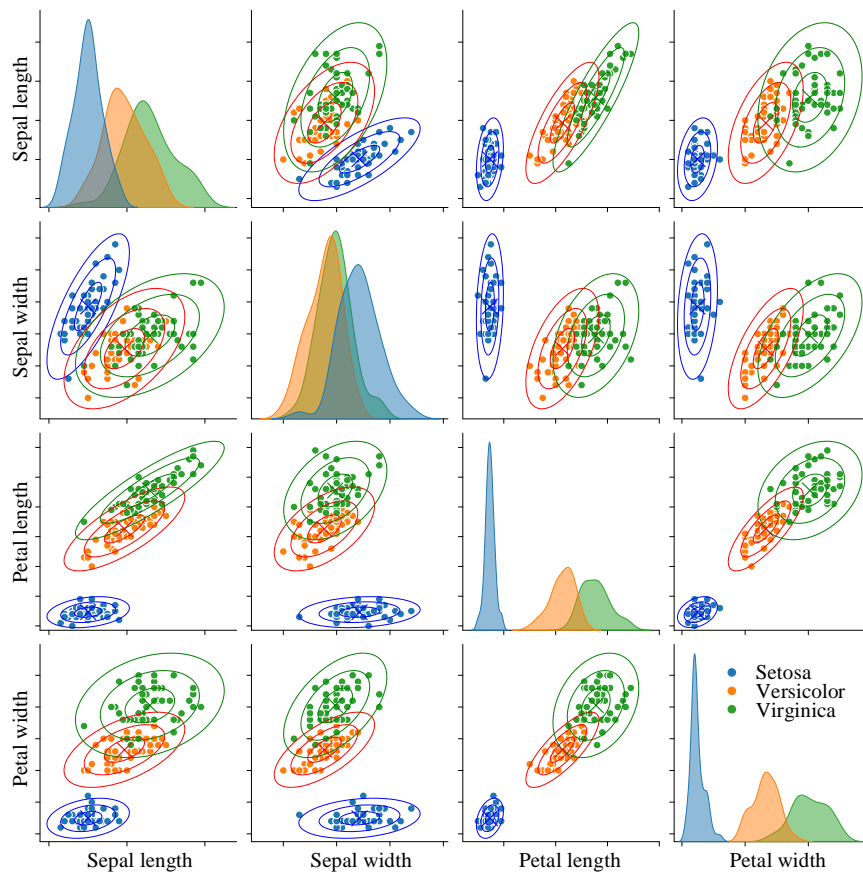 Sepal length
Sepal width
Petal length
Petal width
Setosa
Versicolor
Virginica
Sepal length
Sepal width
Petal length
Petal width